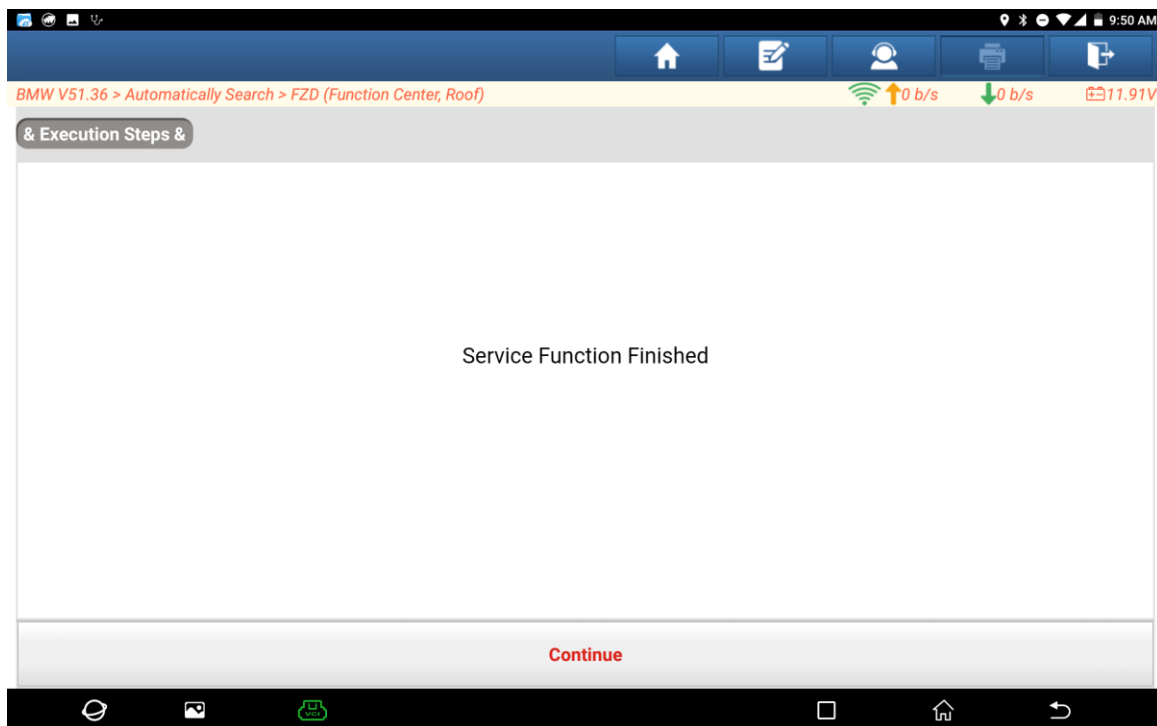 9:50 AM
BMW V51.36 > Automatically Search > FZD (Function Center, Roof) 0 b/s 0 b/s 11.91V
& Execution Steps &
Service Function Finished
Continue
VCI